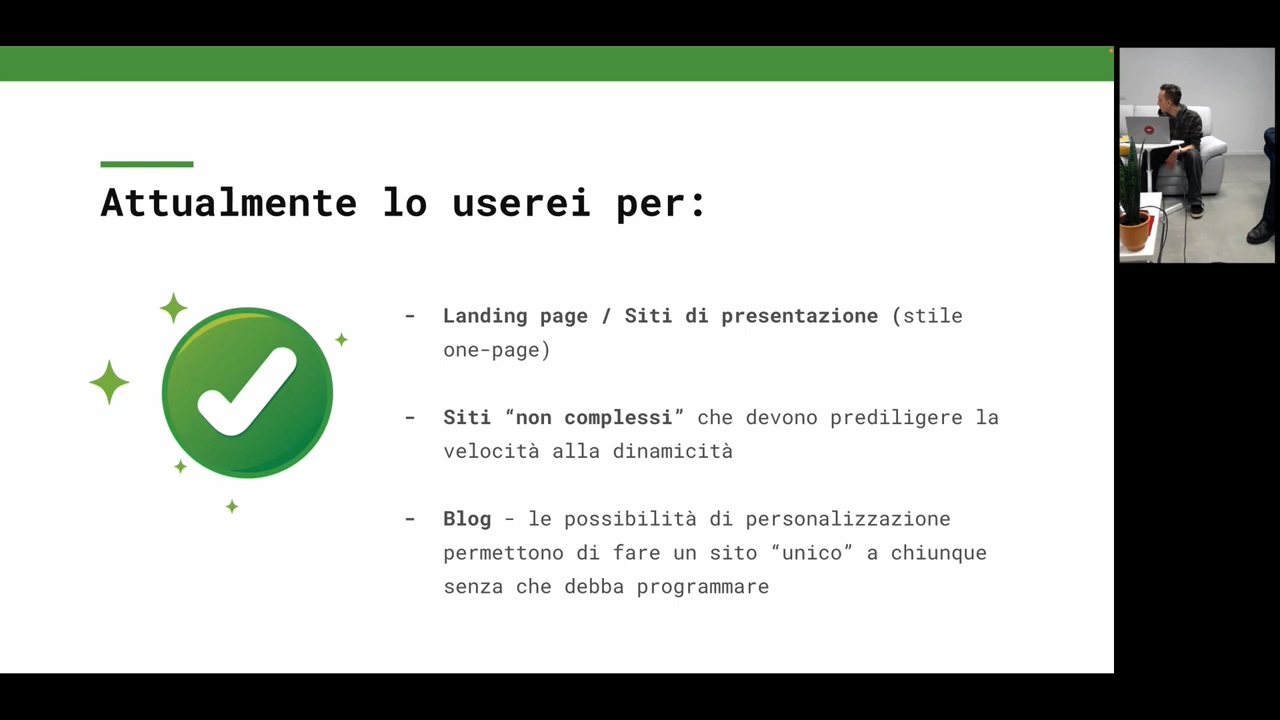 Attualmente lo userei per:
- Landing page / Siti di presentazione (stile
one-page)
- Siti “non complessi” che devono prediligere la
velocità alla dinamicità
- Blog - le possibilità di personalizzazione
permettono di fare un sito “unico” a chiunque
senza che debba programmare